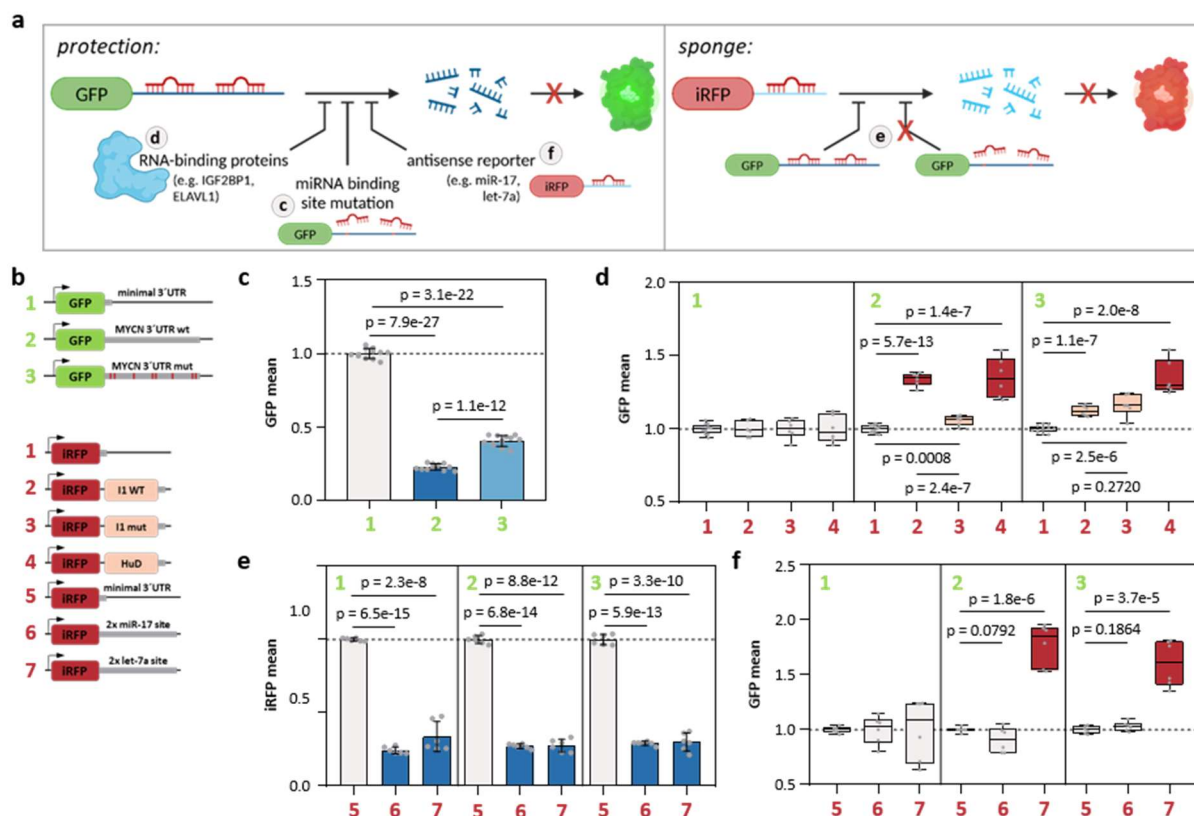 a
protection:
GFP
d
RNA-binding proteins
(e.g. IGF2BP1,
ELAVL1)
miRNA binding
c
site mutation
GFP
antisense reporter
f
(e.g. miR-17,
let-7a)
iRFP
sponge:
iRFP
e
GFP
GFP
b
1 GFP minimal 3´UTR
2 GFP MYCN 3´UTR wt
3 GFP MYCN 3´UTR mut
1 iRFP
2 iRFP I1 WT
3 iRFP I1 mut
4 iRFP HuD
5 iRFP minimal 3´UTR
6 iRFP 2x miR-17 site
7 iRFP 2x let-7a site
c
GFP mean
1.5
1.0
0.5
0.0
p = 3.1e-22
p = 7.9e-27
p = 1.1e-12
1 2 3
d
GFP mean
2.0
1.5
1.0
0.5
1
2
p = 1.4e-7
p = 5.7e-13
p = 0.0008
p = 2.4e-7
3
p = 2.0e-8
p = 1.1e-7
p = 2.5e-6
p = 0.2720
1 2 3 4 1 2 3 4 1 2 3 4
e
iRFP mean
1.0
0.5
0.0
1
p = 2.3e-8
p = 6.5e-15
2
p = 8.8e-12
p = 6.8e-14
3
p = 3.3e-10
p = 5.9e-13
5 6 7 5 6 7 5 6 7
f
GFP mean
2.5
2.0
1.5
1.0
0.5
1
2
p = 1.8e-6
p = 0.0792
3
p = 3.7e-5
p = 0.1864
5 6 7 5 6 7 5 6 7